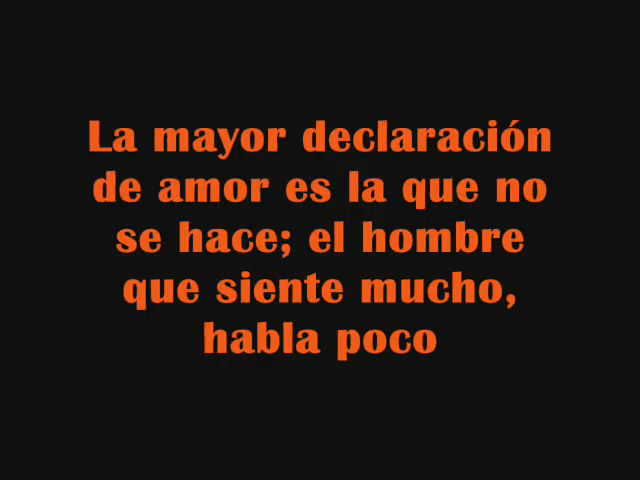 La mayor declaración
de amor es la que no
se hace; el hombre
que siente mucho,
habla poco